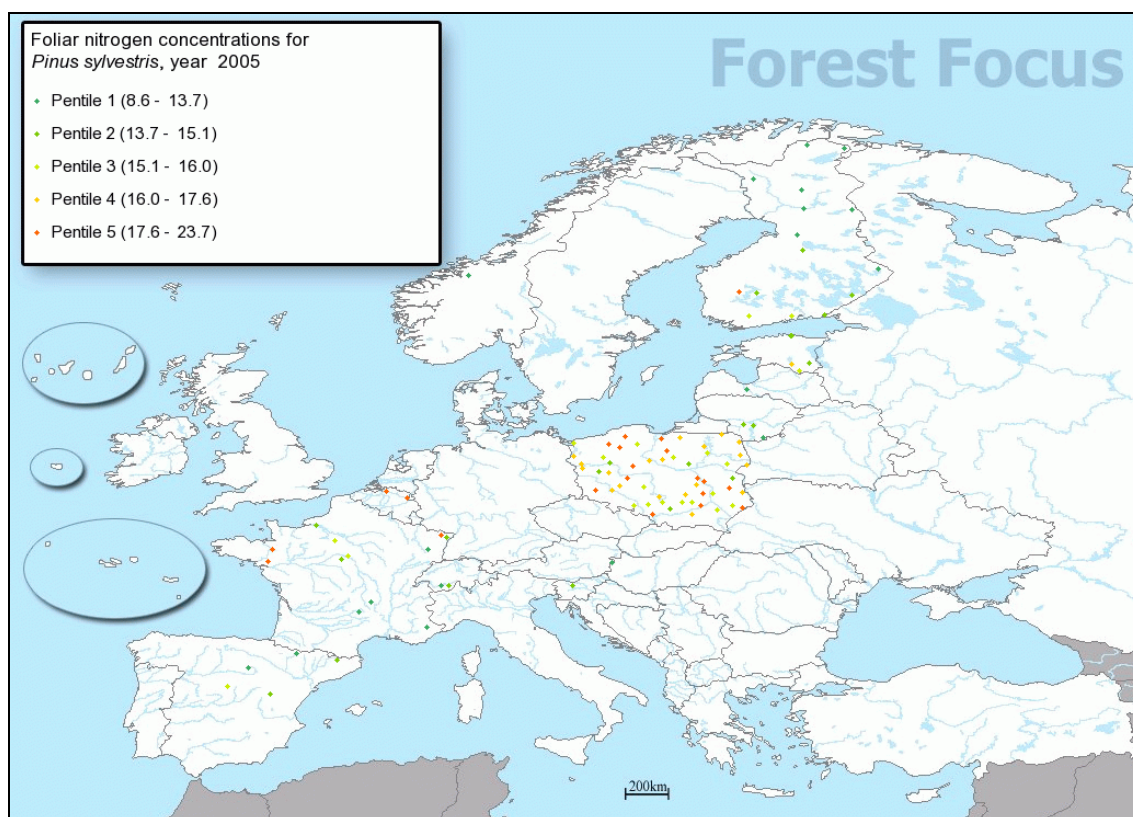 Foliar nitrogen concentrations for
Pinus sylvestris, year 2005
Pentile 1 (8.6 - 13.7)
Pentile 2 (13.7 - 15.1)
Pentile 3 (15.1 - 16.0)
Pentile 4 (16.0 - 17.6)
Pentile 5 (17.6 - 23.7)
Forest Focus
200km